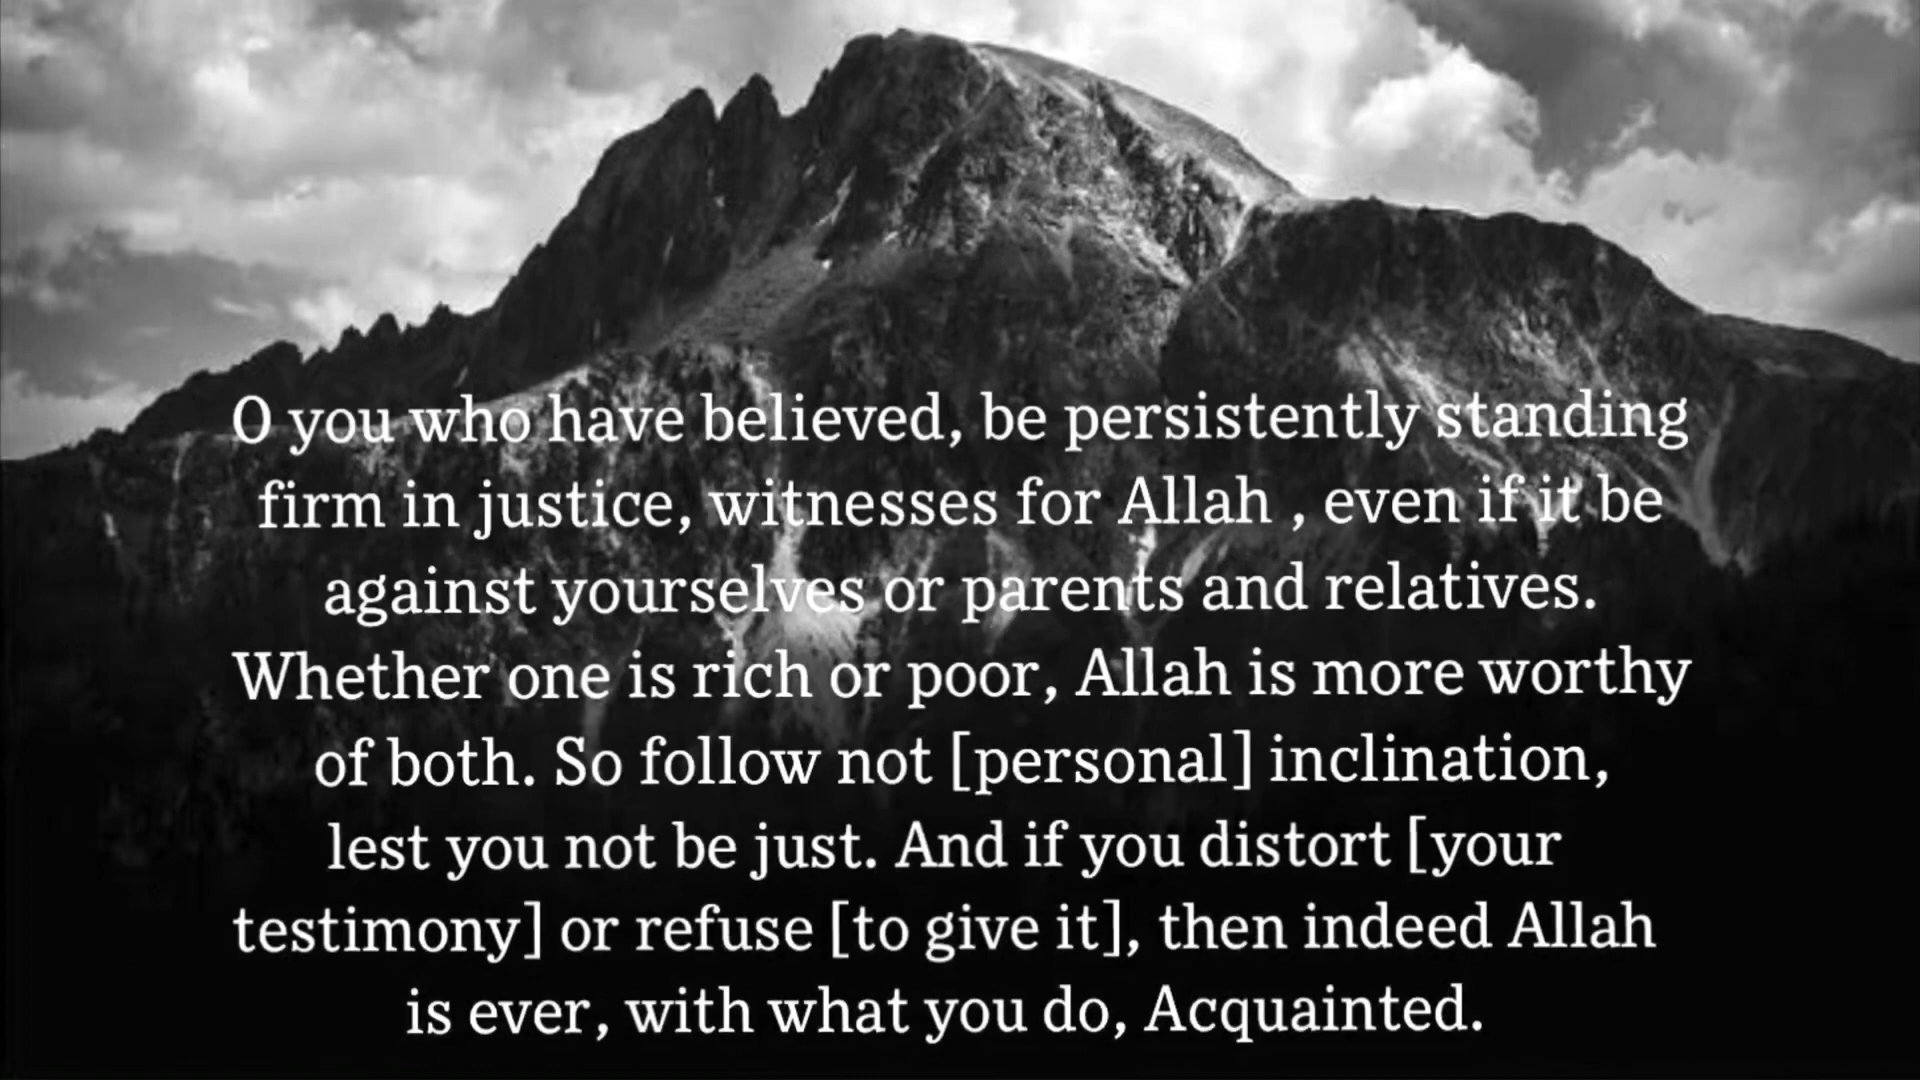 O you who have believed, be persistently standing
firm in justice, witnesses for Allah , even if it be
against yourselves or parents and relatives.
Whether one is rich or poor, Allah is more worthy
of both. So follow not [personal] inclination,
lest you not be just. And if you distort [your
testimony] or refuse [to give it], then indeed Allah
is ever, with what you do, Acquainted.